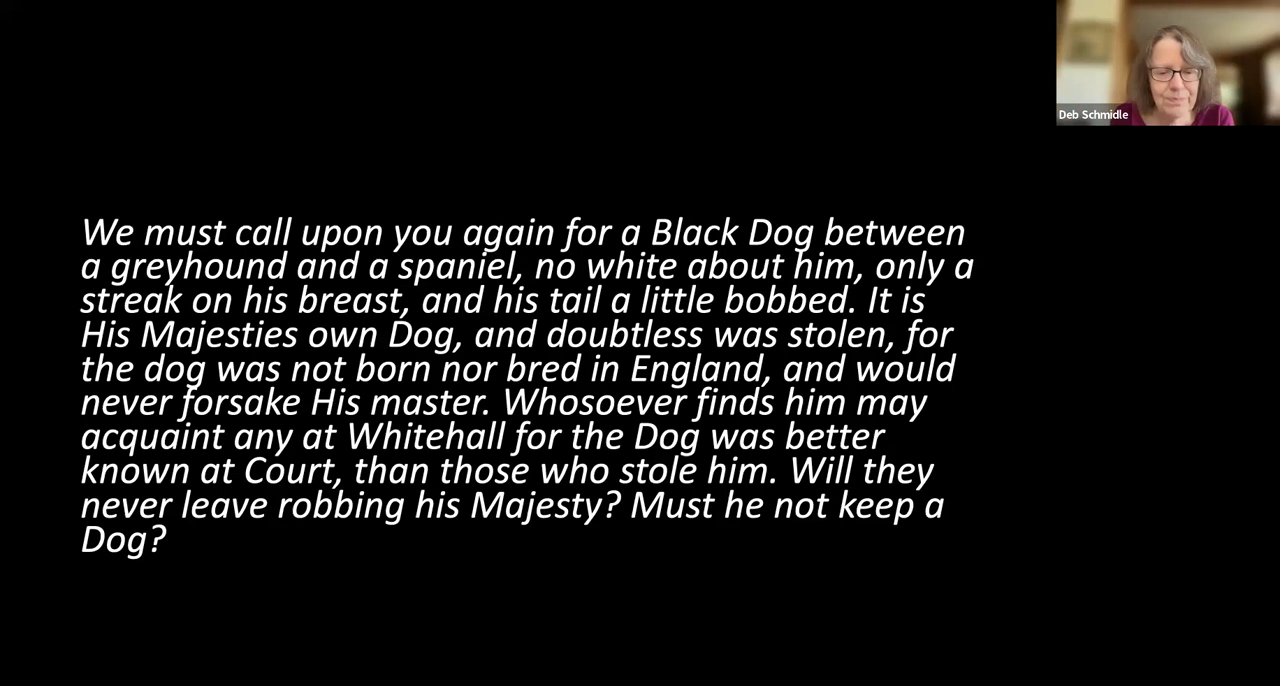 Deb Schmidle
We must call upon you again for a Black Dog between
a greyhound and a spaniel, no white about him, only a
streak on his breast, and his tail a little bobbed. It is
His Majesties own Dog, and doubtless was stolen, for
the dog was not born nor bred in England, and would
never forsake His master. Whosoever finds him may
acquaint any at Whitehall for the Dog was better
known at Court, than those who stole him. Will they
never leave robbing his Majesty? Must he not keep a
Dog?